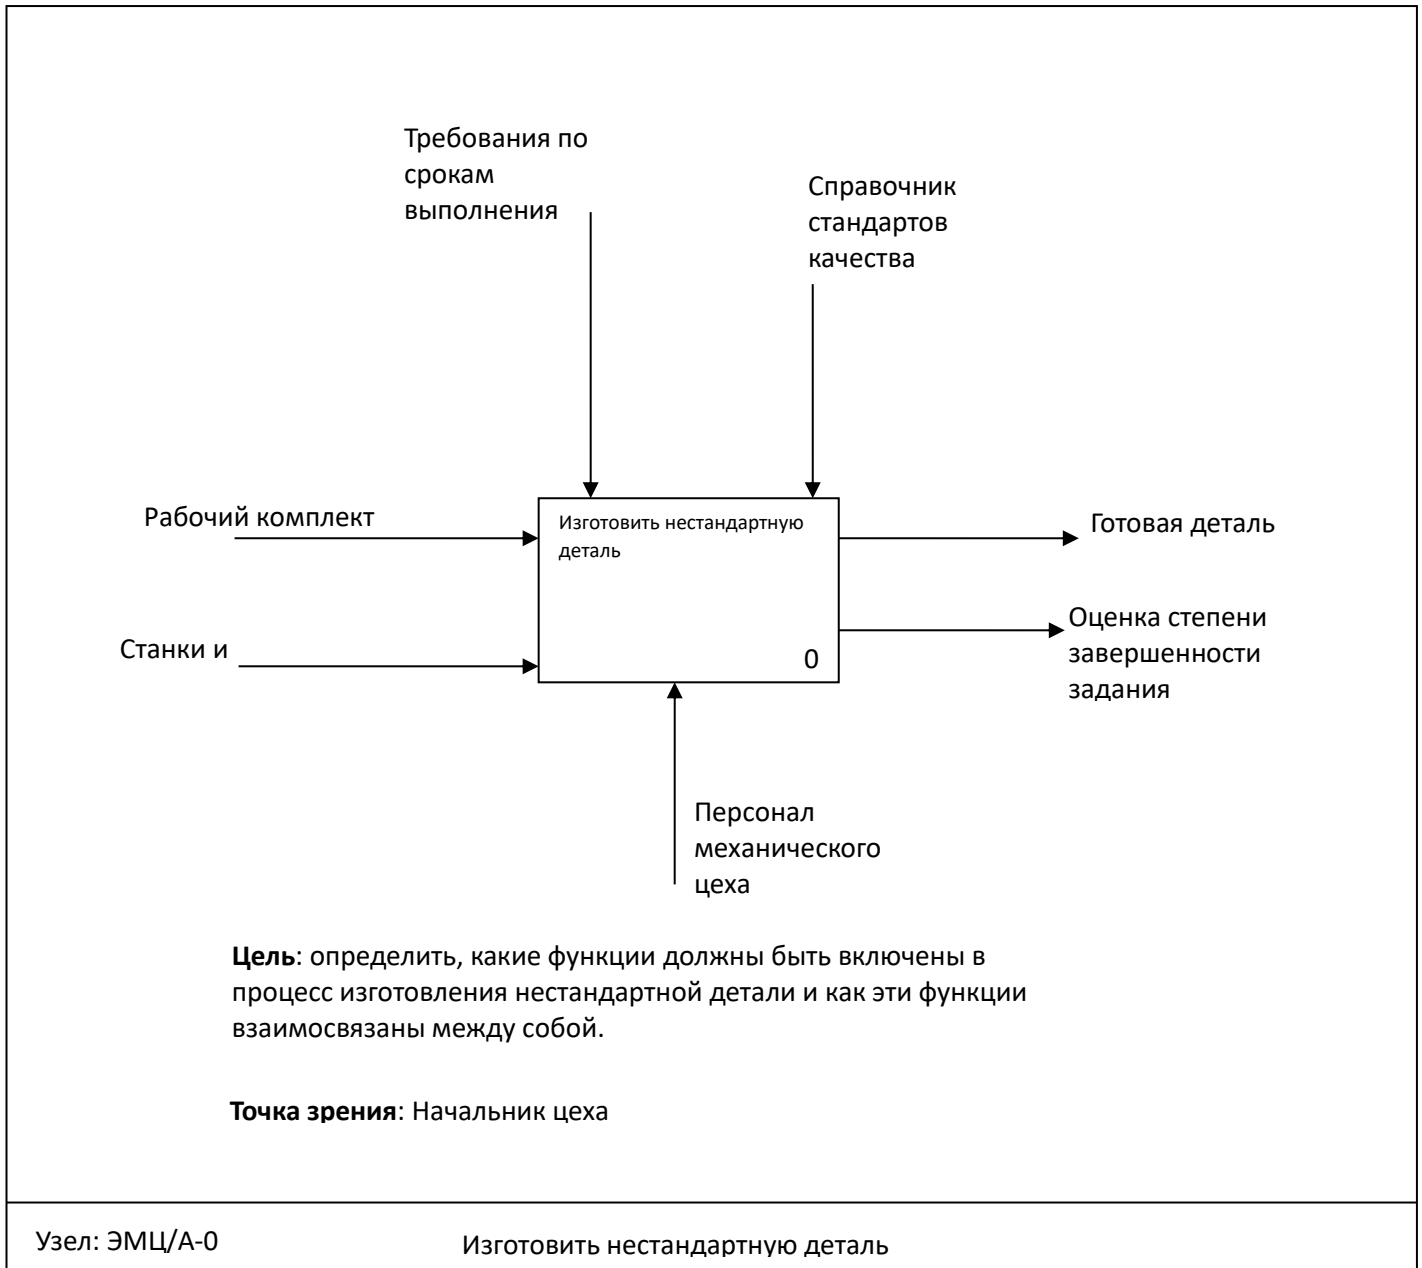 Требования по
срокам
выполнения
Справочник
стандартов
качества
Рабочий комплект
Изготовить нестандартную
деталь
Готовая деталь
Станки и
0
Оценка степени
завершенности
задания
Персонал
механического
цеха
Цель: определить, какие функции должны быть включены в
процесс изготовления нестандартной детали и как эти функции
взаимосвязаны между собой.
Точка зрения: Начальник цеха
Узел: ЭМЦ/А-0
Изготовить нестандартную деталь